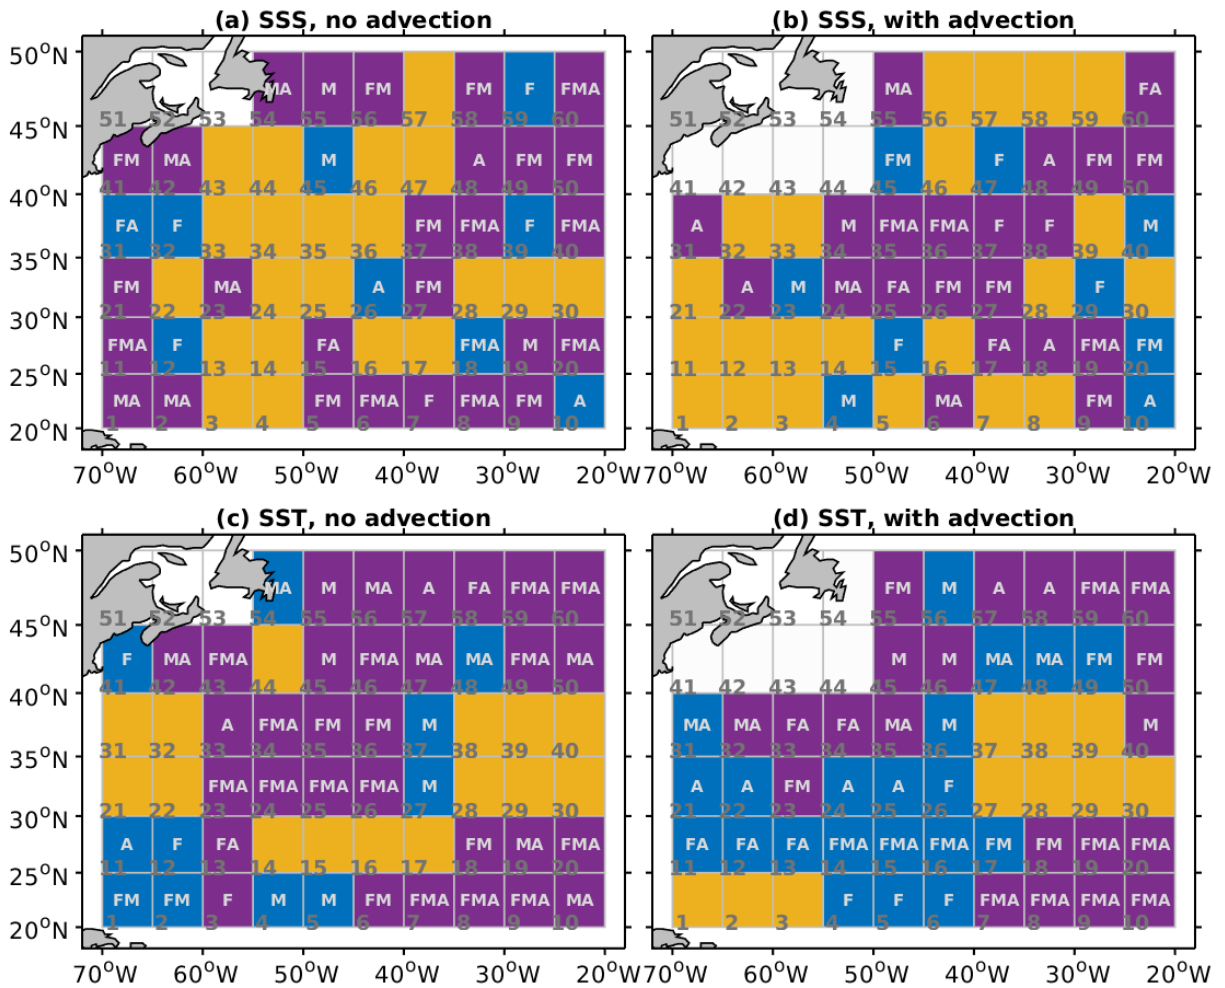 (a) SSS, no advection
50°N MA M FM FM F FMA
51 52 53 54 55 56 57 58 59 60
45°N FM MA M A FM FM
41 42 43 44 45 46 47 48 49 50
40°N FA F FM FMA F FMA
31 32 33 34 35 36 37 38 39 40
35°N FM MA A FM
21 22 23 24 25 26 27 28 29 30
30°N FMA F FA FMA M FMA
11 12 13 14 15 16 17 18 19 20
25°N MA MA FM FMA F FMA FM A
1 2 3 4 5 6 7 8 9 10
20°N
70°W 60°W 50°W 40°W 30°W 20°W
(b) SSS, with advection
MA FA
51 52 53 54 55 56 57 58 59 60
FM F A FM FM
41 42 43 44 45 46 47 48 49 50
A M FMA FMA F F M
31 32 33 34 35 36 37 38 39 40
A M MA FA FM FM F
21 22 23 24 25 26 27 28 29 30
F FA A FMA FM
11 12 13 14 15 16 17 18 19 20
M MA FM A
1 2 3 4 5 6 7 8 9 10
70°W 60°W 50°W 40°W 30°W 20°W
(c) SST, no advection
50°N MA M MA A FA FMA FMA
51 52 53 54 55 56 57 58 59 60
45°N F MA FMA M FMA MA MA FMA MA
41 42 43 44 45 46 47 48 49 50
40°N A FMA FM FM M
31 32 33 34 35 36 37 38 39 40
35°N FMA FMA FMA FMA M
21 22 23 24 25 26 27 28 29 30
30°N A F FA FM MA FMA
11 12 13 14 15 16 17 18 19 20
25°N FM FM F M M FM FMA FMA FMA MA
1 2 3 4 5 6 7 8 9 10
20°N
70°W 60°W 50°W 40°W 30°W 20°W
(d) SST, with advection
FM M A A FMA FMA
51 52 53 54 55 56 57 58 59 60
M M MA MA FM FM
41 42 43 44 45 46 47 48 49 50
MA MA FA FA MA M M
31 32 33 34 35 36 37 38 39 40
A A FM A A F
21 22 23 24 25 26 27 28 29 30
FA FA FA FMA FMA FMA FM FM FMA FMA
11 12 13 14 15 16 17 18 19 20
F F F FMA FMA FMA FMA
1 2 3 4 5 6 7 8 9 10
70°W 60°W 50°W 40°W 30°W 20°W